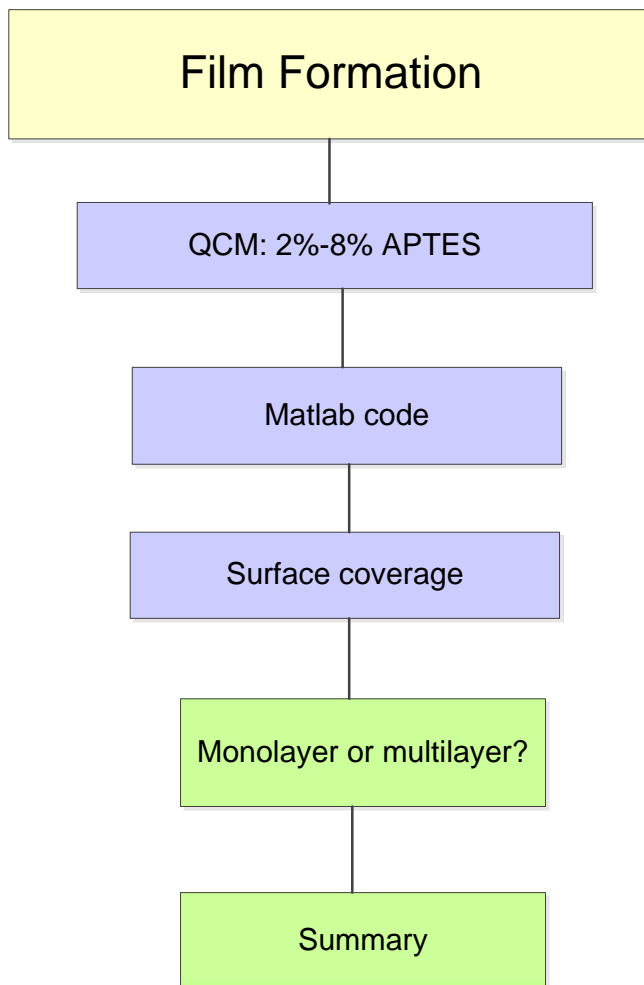 Film Formation
QCM: 2%-8% APTES
Matlab code
Surface coverage
Monolayer or multilayer?
Summary